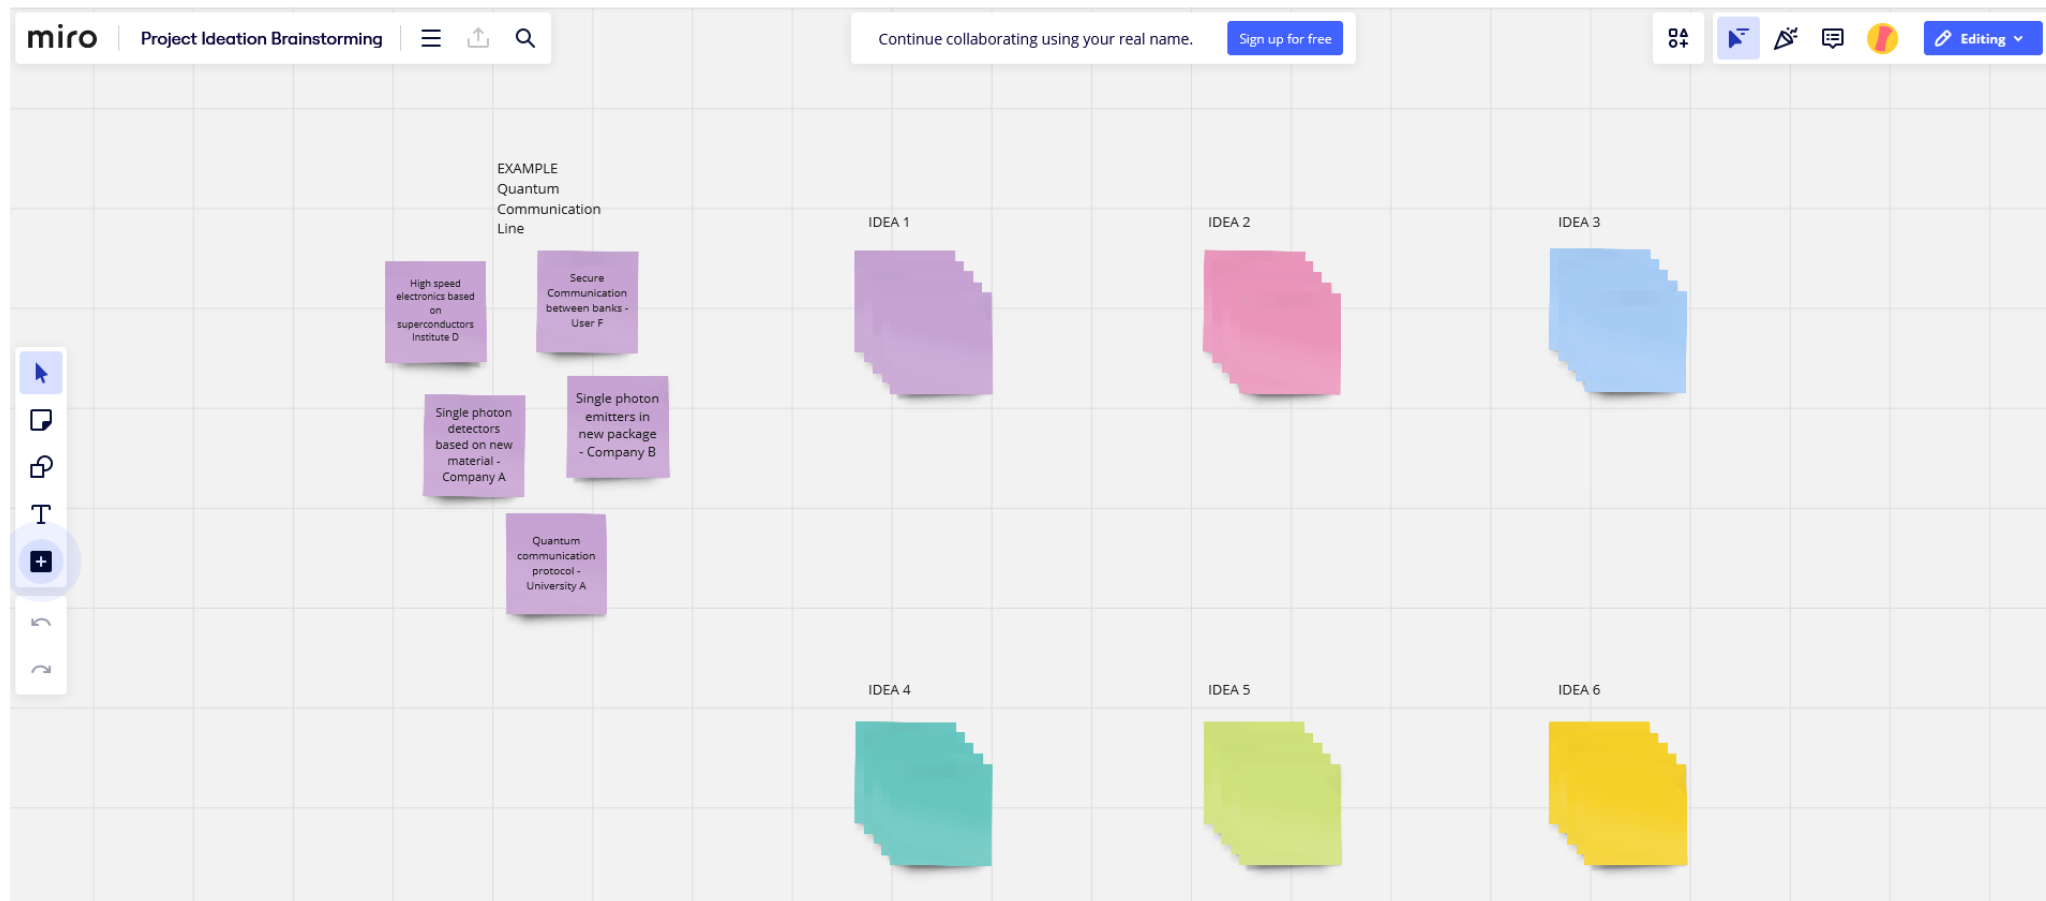 miro
Project Ideation Brainstorming
Continue collaborating using your real name.
Sign up for free
Editing
EXAMPLE
Quantum
Communication
Line
High speed
electronics based
on
superconductors
Institute D
Secure
Communication
between banks -
User F
Single photon
detectors
based on new
material -
Company A
Single photon
emitters in
new package
- Company B
Quantum
communication
protocol -
University A
IDEA 1
IDEA 2
IDEA 3
IDEA 4
IDEA 5
IDEA 6